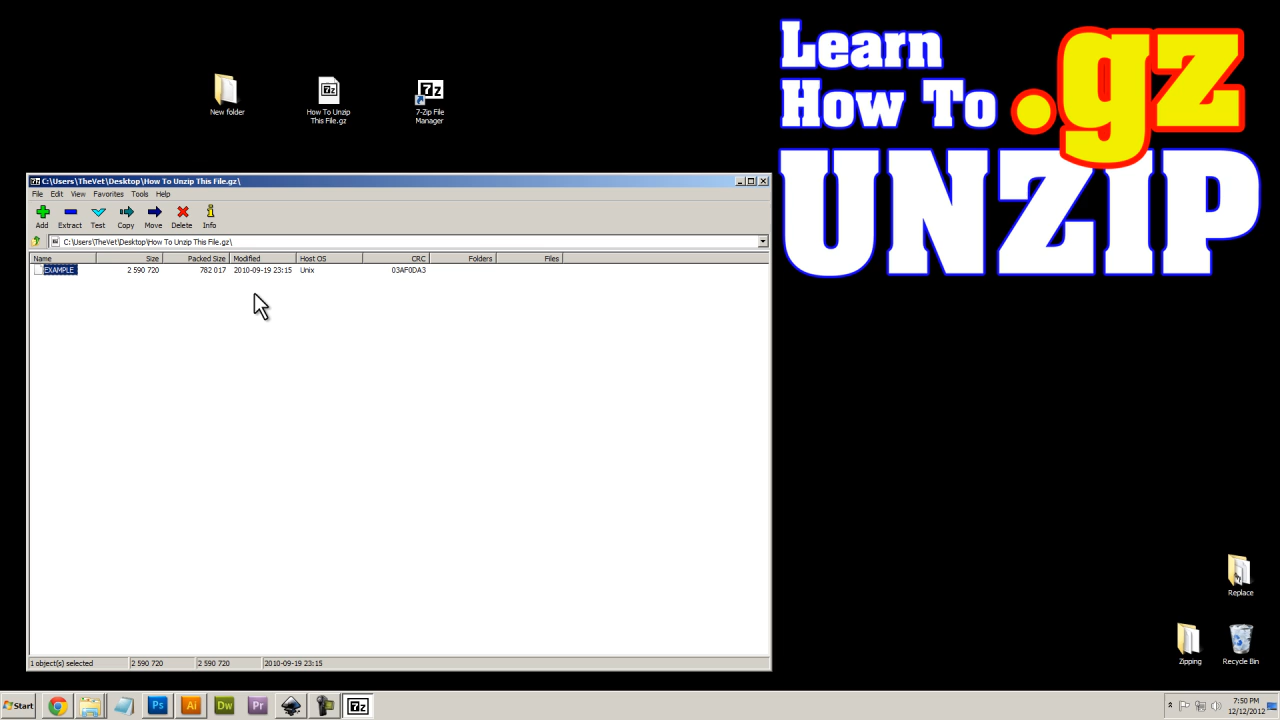 Learn
How To .gz
UNZIP
New folder
How To Unzip
This File.gz
7-Zip File
Manager
C:\Users\TheVet\Desktop\How To Unzip This File.gz\
File Edit View Favorites Tools Help
Add Extract Test Copy Move Delete Info
C:\Users\TheVet\Desktop\How To Unzip This File.gz\
Name Size Packed Size Modified Host OS CRC Folders Files
EXAMPLE 2 590 720 782 017 2010-09-19 23:15 Unix 03AF0DA3
1 object(s) selected 2 590 720 2 590 720 2010-09-19 23:15
Replace
Zipping
Recycle Bin
Start Ps Ai Dw Pr 7z
7:50 PM
12/12/2012